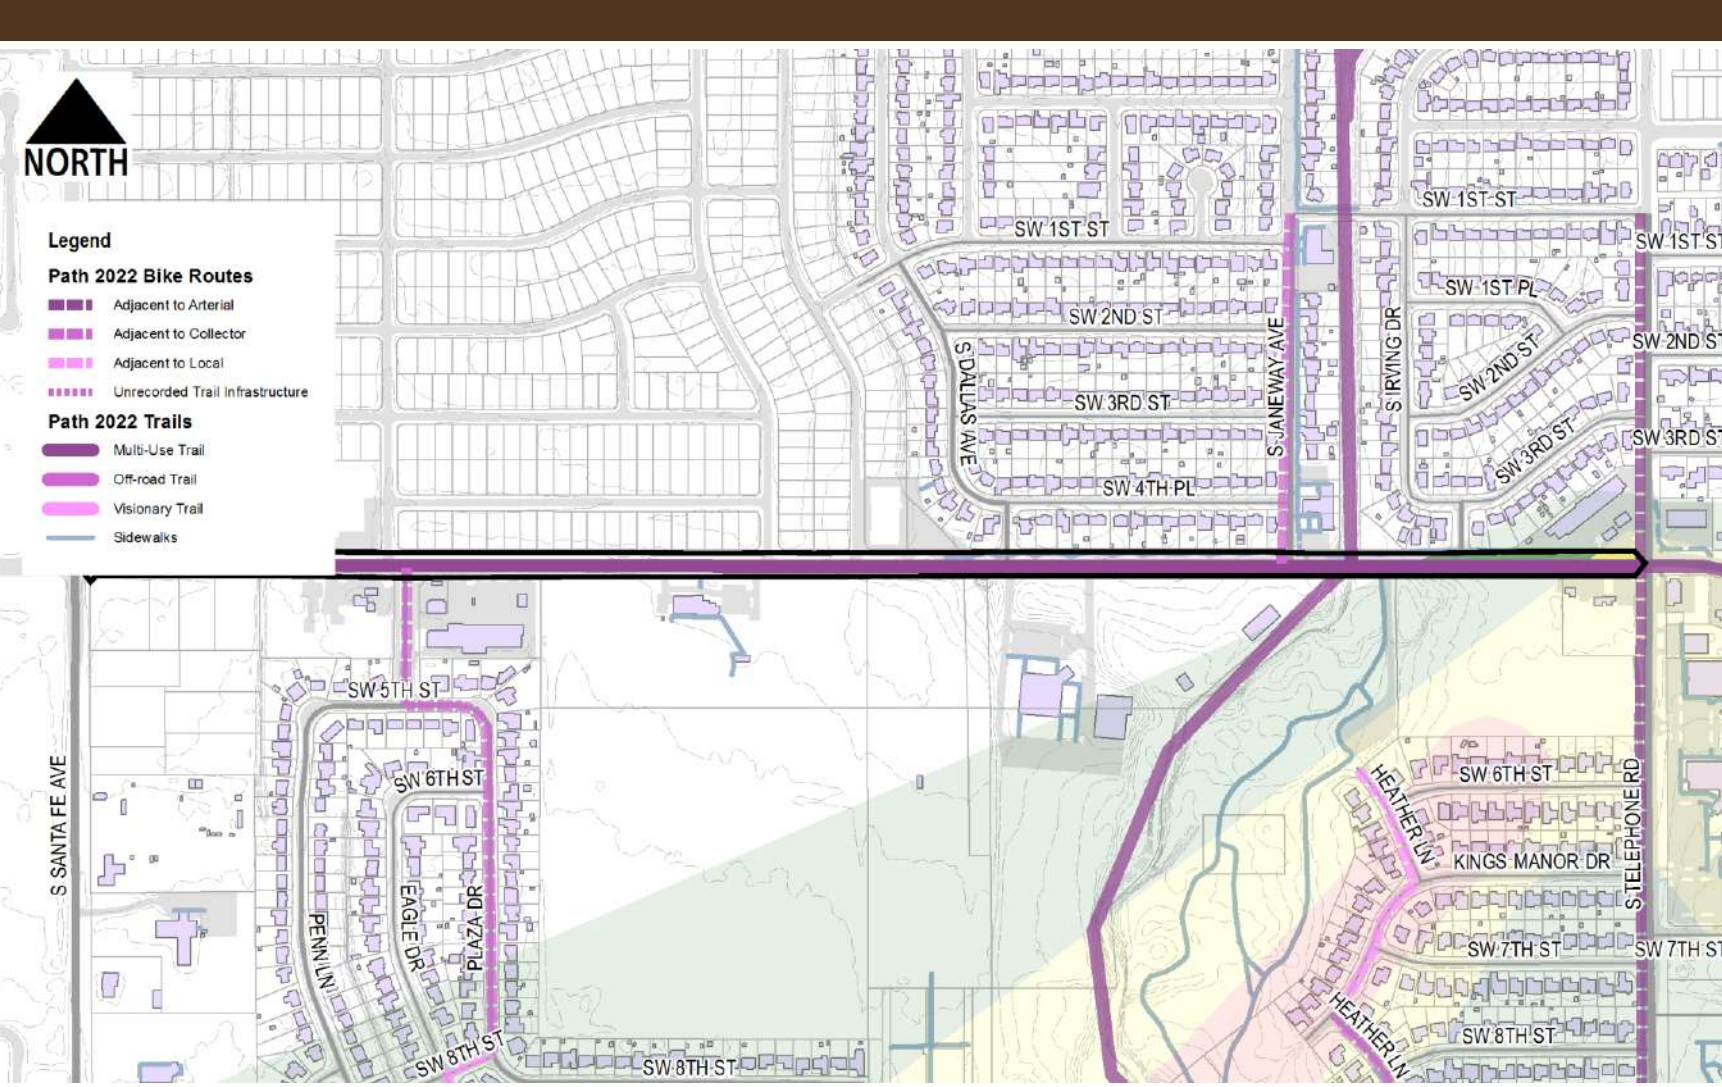 NORTH
Legend
Path 2022 Bike Routes
Adjacent to Arterial
Adjacent to Collector
Adjacent to Local
Unrecorded Trail Infrastructure
Path 2022 Trails
Multi-Use Trail
Off-road Trail
Visionary Trail
Sidewalks
SW 1ST ST
SW 1ST ST
SW 1ST ST
SW 1ST PL
SW 2ND ST
SW 2ND ST
SW 2ND ST
S DALLAS AVE
S JANEWAY AVE
S IRVING DR
SW 3RD ST
SW 3RD ST
SW 3RD ST
SW 4TH PL
SW 5TH ST
SW 6TH ST
SW 6TH ST
S SANTA FE AVE
PENN LN
EAGLE DR
PLAZA DR
HEATHER LN
KINGS MANOR DR
S TELEPHONE RD
SW 7TH ST
SW 7TH ST
HEATHER LN
SW 8TH ST
SW 8TH ST
SW 8TH ST